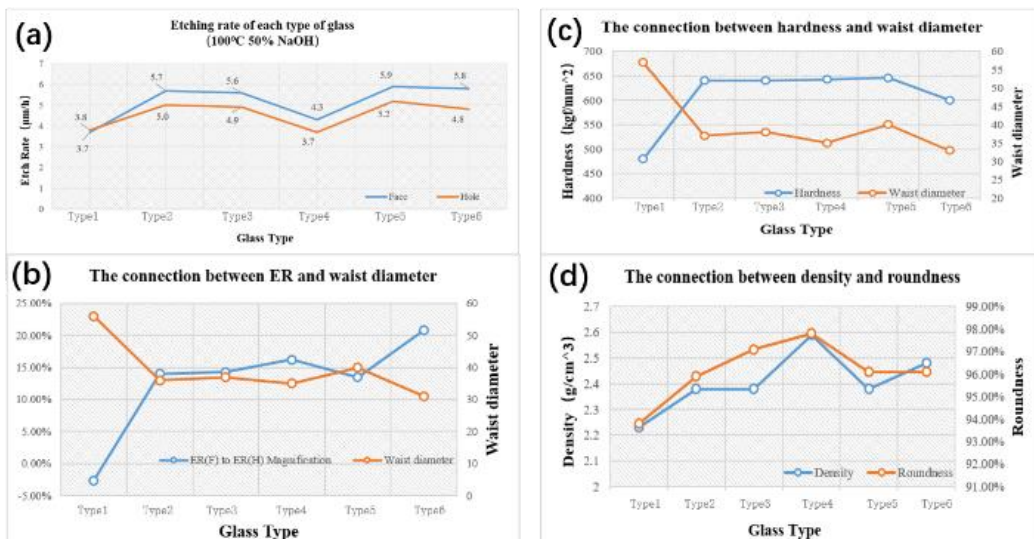 (a)
Etching rate of each type of glass
(100℃ 50% NaOH)
Etch Rate (μm/h)
7
6
5
4
3
2
1
0
3.8
5.7
5.6
4.3
5.9
5.8
3.7
5.0
4.9
3.7
5.2
4.8
Face
Hole
Type1 Type2 Type3 Type4 Type5 Type6
Glass Type
(b)
The connection between ER and waist diameter
25.00%
20.00%
15.00%
10.00%
5.00%
0.00%
-5.00%
60
50
40
30
20
10
0
Waist diameter
ER(F) to ER(H) Magnification
Waist diameter
Type1 Type2 Type3 Type4 Type5 Type6
Glass Type
(c)
The connection between hardness and waist diameter
Hardness (kgf/mm^2)
700
650
600
550
500
450
400
60
55
50
45
40
35
30
25
20
Waist diameter
Hardness
Waist diameter
Type1 Type2 Type3 Type4 Type5 Type6
Glass Type
(d)
The connection between density and roundness
Density (g/cm^3)
2.7
2.6
2.5
2.4
2.3
2.2
2.1
2
99.00%
98.00%
97.00%
96.00%
95.00%
94.00%
93.00%
92.00%
91.00%
Roundness
Density
Roundness
Type1 Type2 Type3 Type4 Type5 Type6
Glass Type